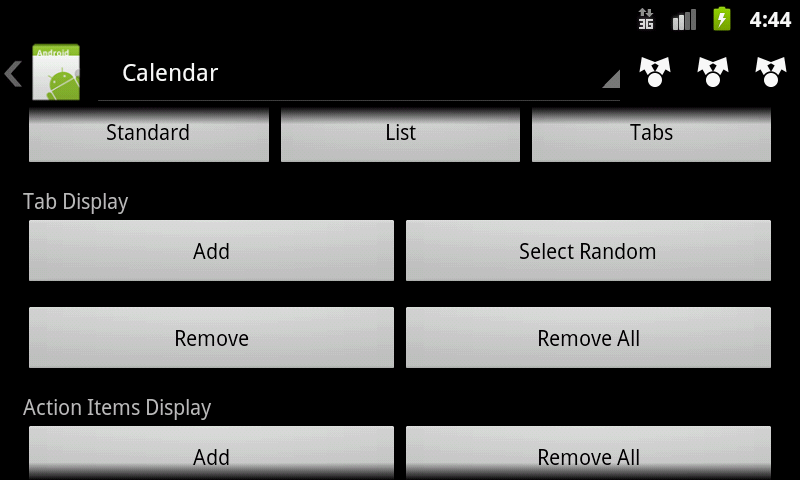 3G 4:44
Android
Calendar
Standard List Tabs
Tab Display
Add Select Random
Remove Remove All
Action Items Display
Add Remove All